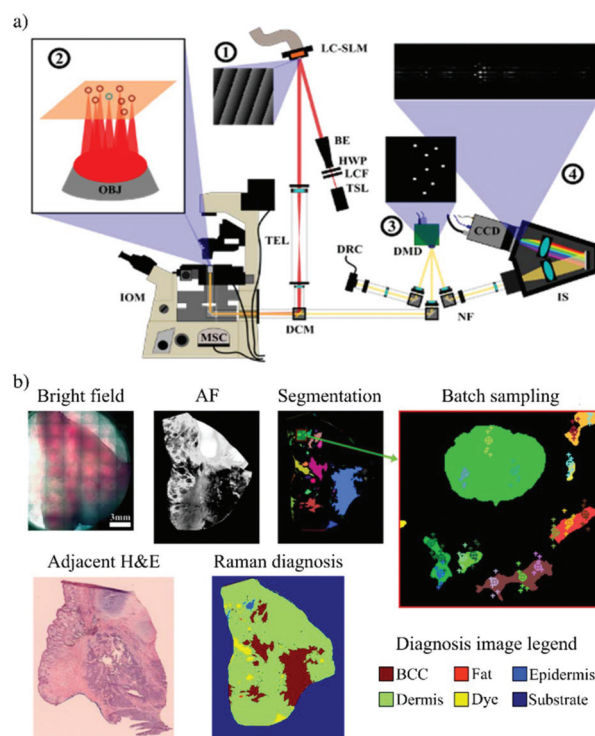 a)
① LC-SLM
②
BE
HWP
LCF
TSL
OBJ
④
③
CCD
TEL
DMD
DRC
IOM
IS
NF
DCM
MSC
b)
Bright field AF Segmentation Batch sampling
3mm
Adjacent H&E Raman diagnosis
Diagnosis image legend
BCC Fat Epidermis
Dermis Dye Substrate